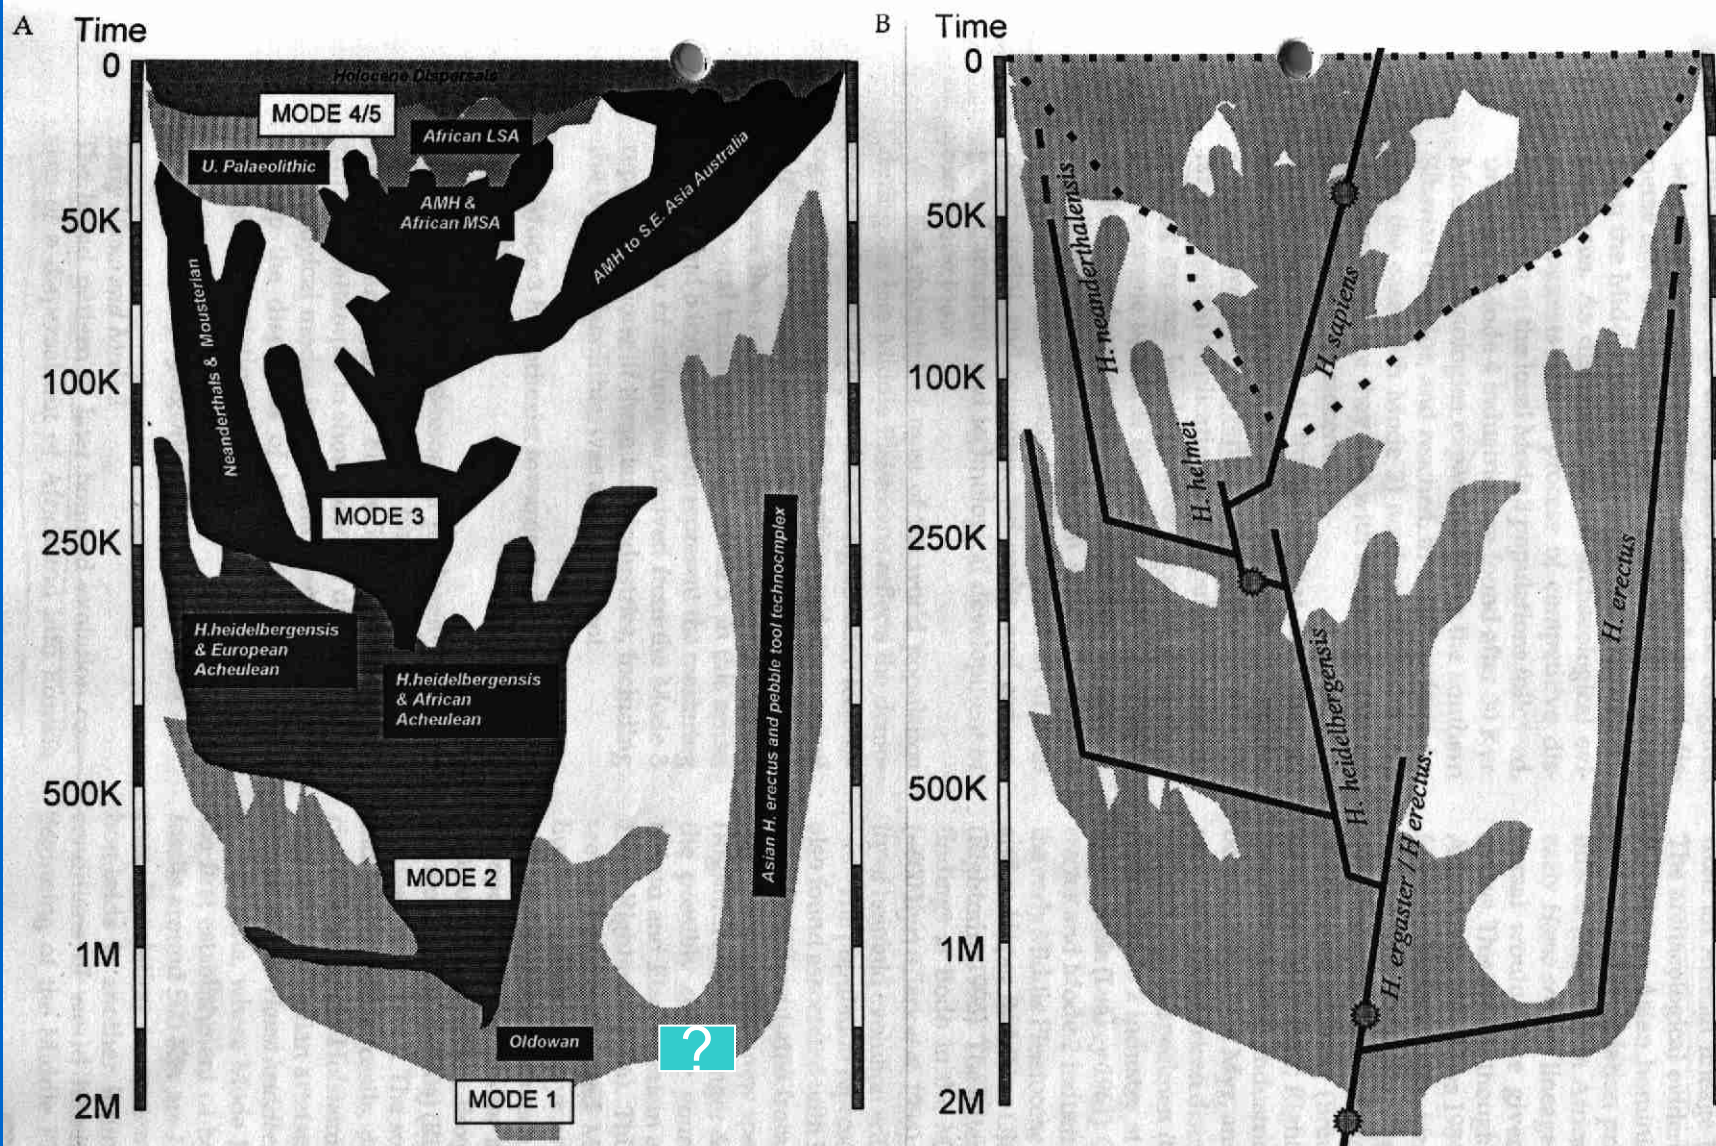 A
Time
0
50K
100K
250K
500K
1M
2M
Holocene Dispersals
MODE 4/5
African LSA
U. Palaeolithic
AMH &
African MSA
AMH to S.E. Asia Australia
Neanderthals & Mousterian
MODE 3
H.heidelbergensis
& European
Acheulean
H.heidelbergensis
& African
Acheulean
Asian H. erectus and pebble tool technocmplex
MODE 2
Oldowan
?
MODE 1
B
Time
0
50K
100K
250K
500K
1M
2M
H. neanderthalensis
H. sapiens
H. helmei
H. erectus
H. heidelbergensis
H. ergaster / H erectus.